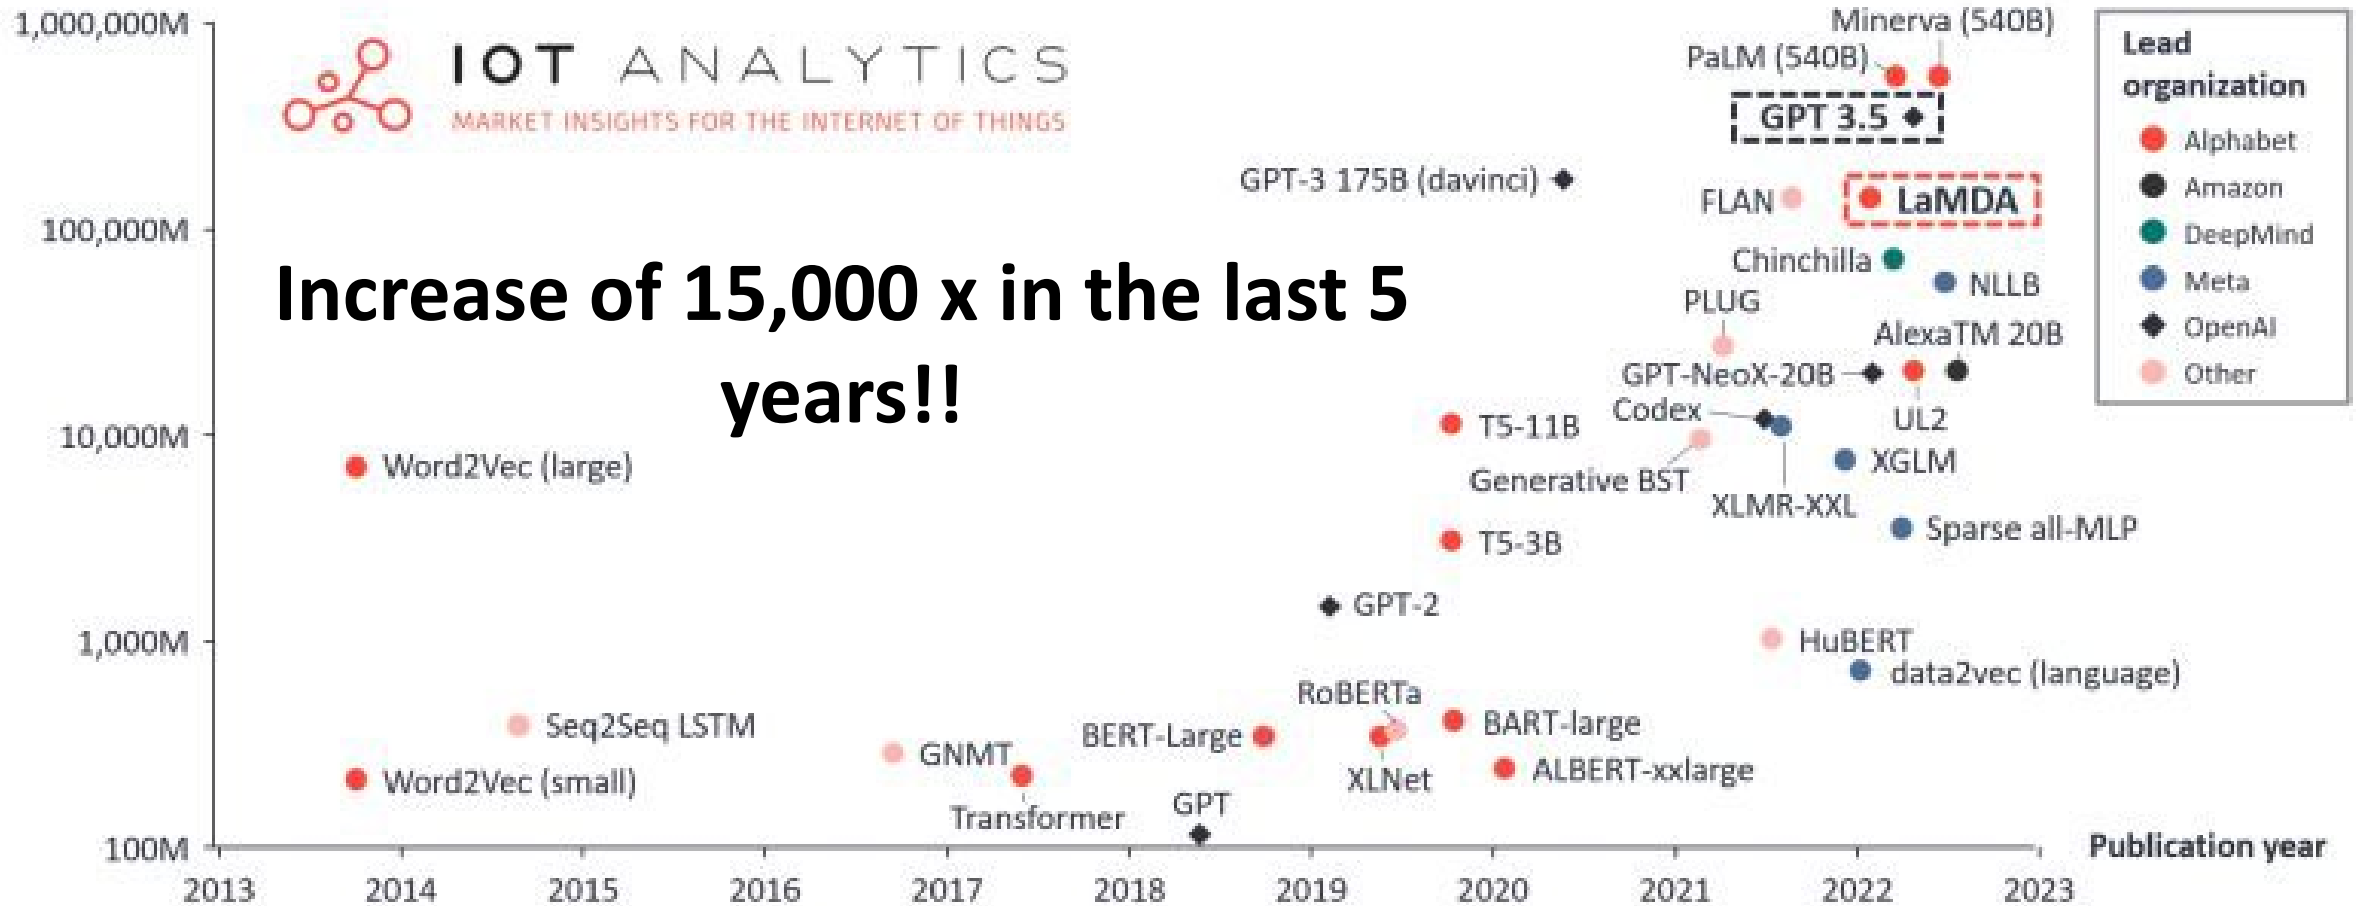 1,000,000M
100,000M
10,000M
1,000M
100M
IOT ANALYTICS
MARKET INSIGHTS FOR THE INTERNET OF THINGS
Increase of 15,000 x in the last 5
years!!
Minerva (540B)
PaLM (540B)
GPT 3.5
GPT-3 175B (davinci)
FLAN
LaMDA
Chinchilla
NLLB
PLUG
AlexaTM 20B
GPT-NeoX-20B
UL2
Codex
T5-11B
Generative BST
XGLM
XLMR-XXL
Sparse all-MLP
T5-3B
GPT-2
HuBERT
data2vec (language)
Word2Vec (large)
Seq2Seq LSTM
Word2Vec (small)
GNMT
Transformer
BERT-Large
GPT
RoBERTa
XLNet
BART-large
ALBERT-xxlarge
Lead
organization
Alphabet
Amazon
DeepMind
Meta
OpenAI
Other
2013
2014
2015
2016
2017
2018
2019
2020
2021
2022
2023
Publication year